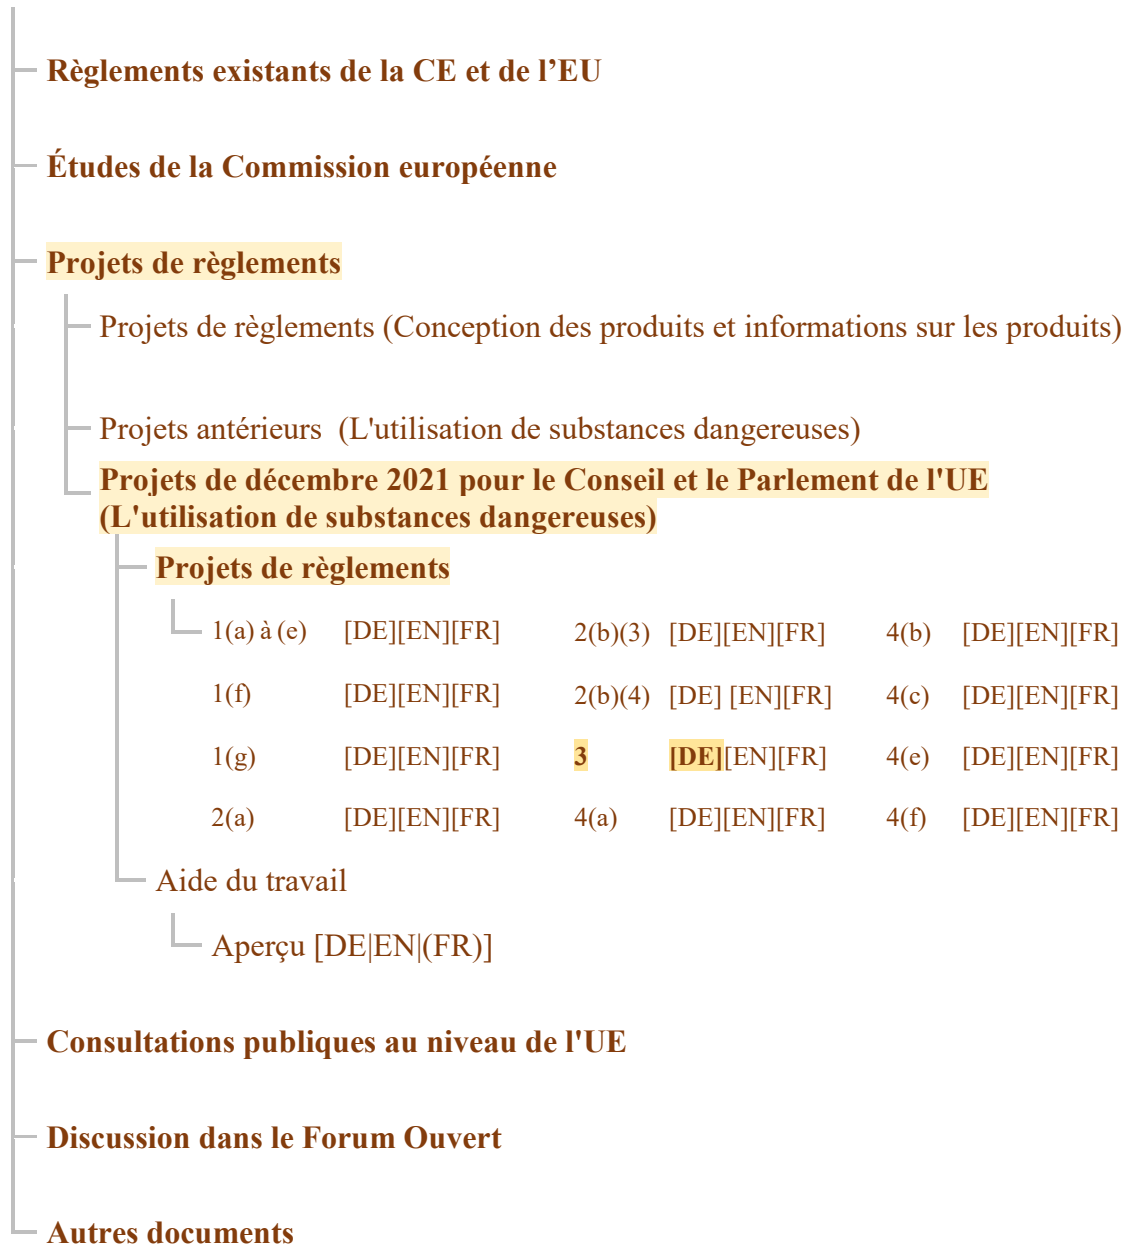 Règlements existants de la CE et de l’EU
Études de la Commission européenne
Projets de règlements
Projets de règlements (Conception des produits et informations sur les produits)
Projets antérieurs  (L'utilisation de substances dangereuses)
Projets de décembre 2021 pour le Conseil et le Parlement de l'UE
(L'utilisation de substances dangereuses)
Projets de règlements
1(a) à (e) [DE][EN][FR] 2(b)(3) [DE][EN][FR] 4(b) [DE][EN][FR]
1(f) [DE][EN][FR] 2(b)(4) [DE] [EN][FR] 4(c) [DE][EN][FR]
1(g) [DE][EN][FR] 3 [DE][EN][FR] 4(e) [DE][EN][FR]
2(a) [DE][EN][FR] 4(a) [DE][EN][FR] 4(f) [DE][EN][FR]
Aide du travail
Aperçu [DE|EN|(FR)]
Consultations publiques au niveau de l'UE
Discussion dans le Forum Ouvert
Autres documents